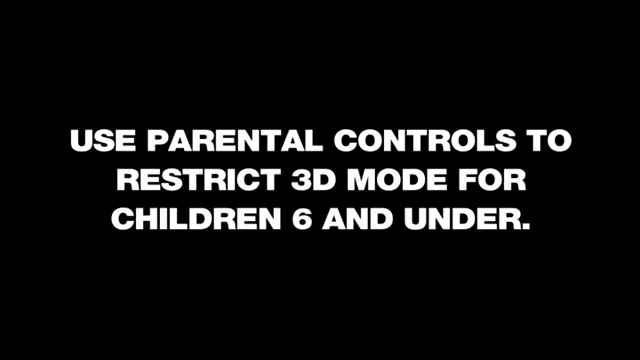 USE PARENTAL CONTROLS TO
RESTRICT 3D MODE FOR
CHILDREN 6 AND UNDER.